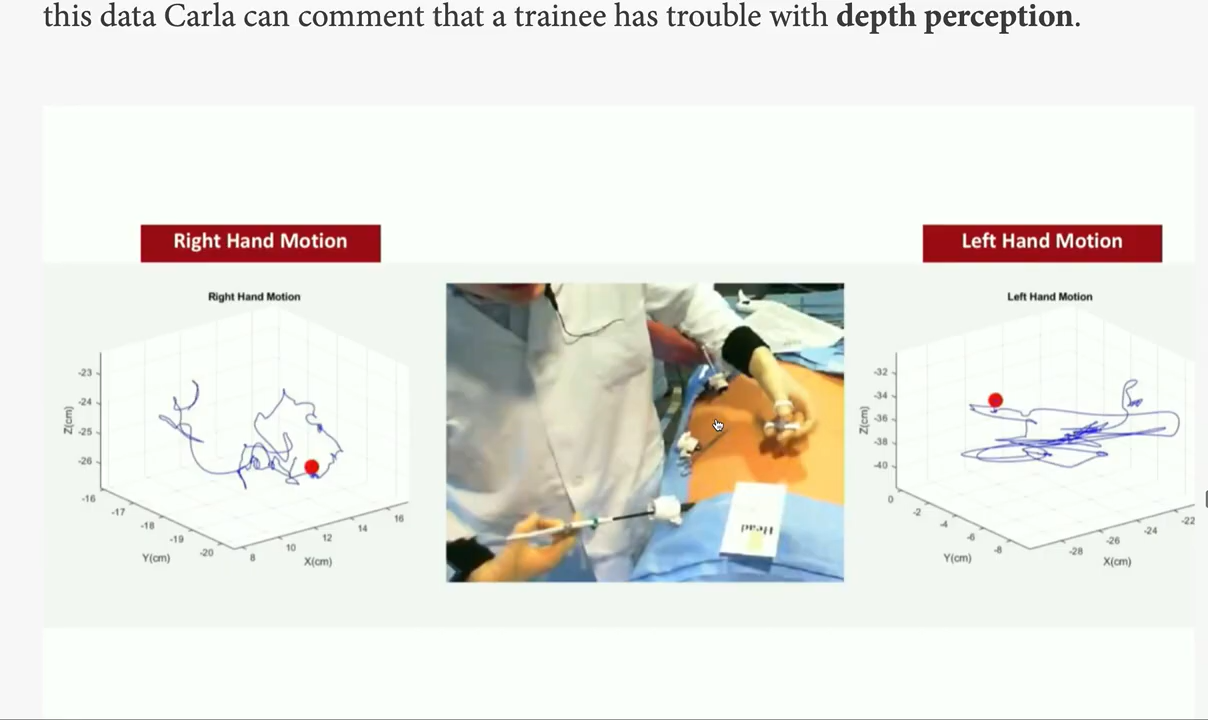 this data Carla can comment that a trainee has trouble with depth perception.
Right Hand Motion
Left Hand Motion
Right Hand Motion
-23
-24
-25
-26
Z(cm)
-16
-17
-18
-19
-20
Y(cm)
8
10
12
14
16
X(cm)
Head
Left Hand Motion
-32
-34
-36
-38
-40
Z(cm)
0
-2
-4
-6
-8
Y(cm)
-28
-26
-24
-22
X(cm)